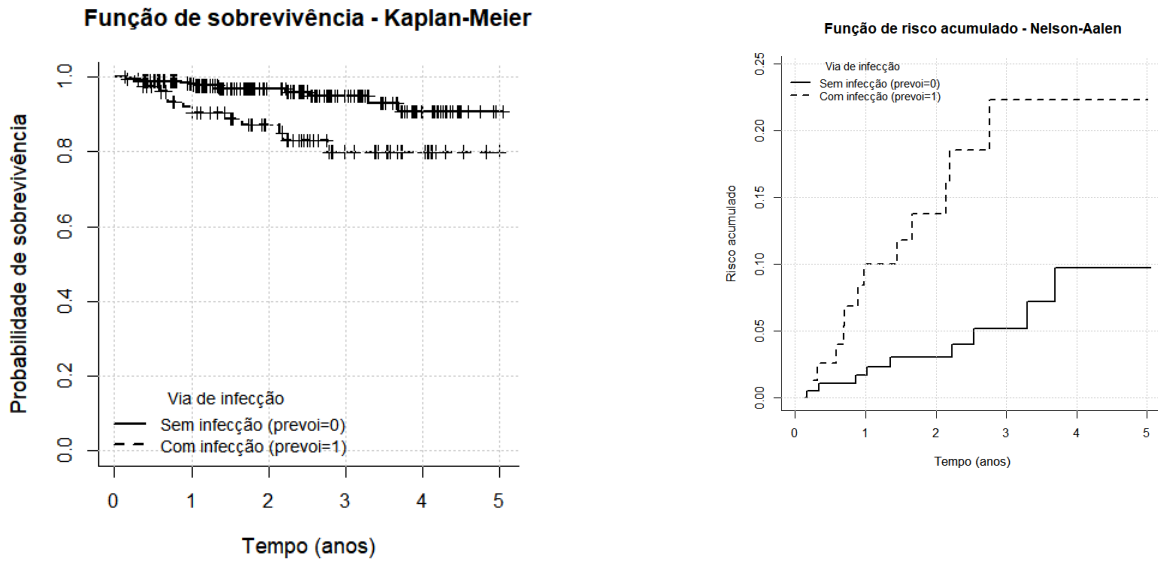 Função de sobrevivência - Kaplan-Meier
Probabilidade de sobrevivência
1.0
0.8
0.6
0.4
0.2
0.0
Via de infecção
Sem infecção (prevoi=0)
Com infecção (prevoi=1)
0 1 2 3 4 5
Tempo (anos)
Função de risco acumulado - Nelson-Aalen
Risco acumulado
0.25
0.20
0.15
0.10
0.05
0.00
Via de infecção
Sem infecção (prevoi=0)
Com infecção (prevoi=1)
0 1 2 3 4 5
Tempo (anos)